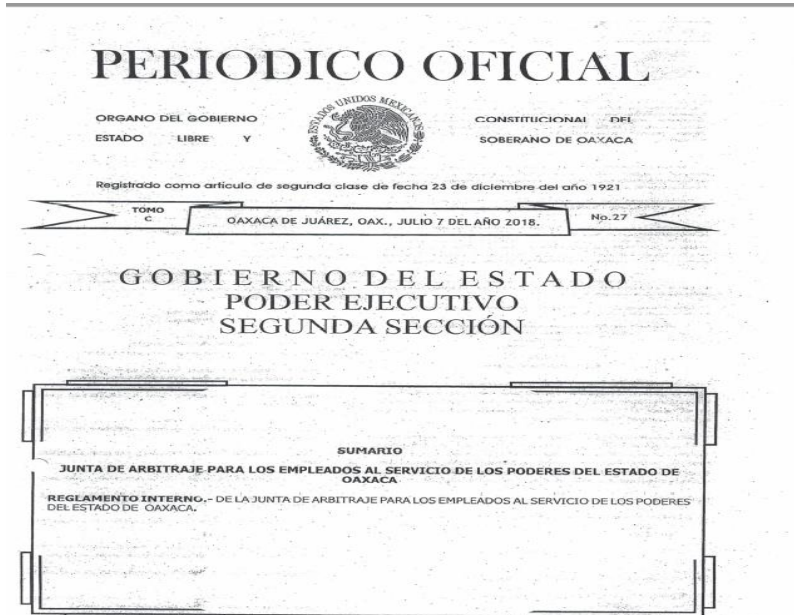 PERIODICO OFICIAL
ORGANO DEL GOBIERNO
ESTADO LIBRE Y
ESTADOS UNIDOS MEXICANOS
CONSTITUCIONAL DEL
SOBERANO DE OAXACA
Registrado como artículo de segunda clase de fecha 23 de diciembre del año 1921
TOMO
C
OAXACA DE JUÁREZ, OAX., JULIO 7 DEL AÑO 2018.
No.27
GOBIERNO DEL ESTADO
PODER EJECUTIVO
SEGUNDA SECCIÓN
SUMARIO
JUNTA DE ARBITRAJE PARA LOS EMPLEADOS AL SERVICIO DE LOS PODERES DEL ESTADO DE
OAXACA
REGLAMENTO INTERNO.- DE LA JUNTA DE ARBITRAJE PARA LOS EMPLEADOS AL SERVICIO DE LOS PODERES
DEL ESTADO DE OAXACA.